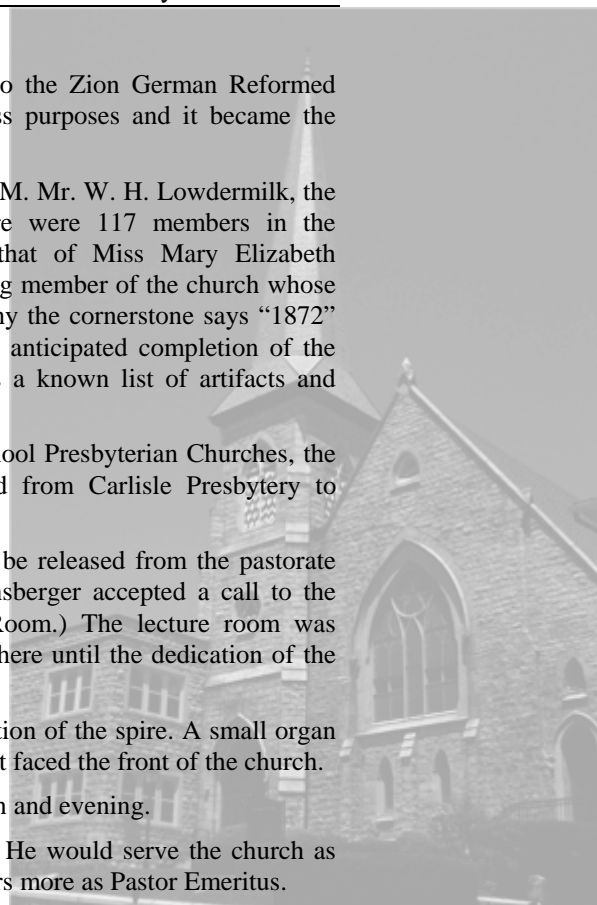 o the Zion German Reformed
ss purposes and it became the
M. Mr. W. H. Lowdermilk, the
re were 117 members in the
that of Miss Mary Elizabeth
g member of the church whose
ny the cornerstone says “1872”
anticipated completion of the
a known list of artifacts and
ool Presbyterian Churches, the
d from Carlisle Presbytery to
be released from the pastorate
nsberger accepted a call to the
Room.) The lecture room was
here until the dedication of the
tion of the spire. A small organ
t faced the front of the church.
n and evening.
He would serve the church as
rs more as Pastor Emeritus.